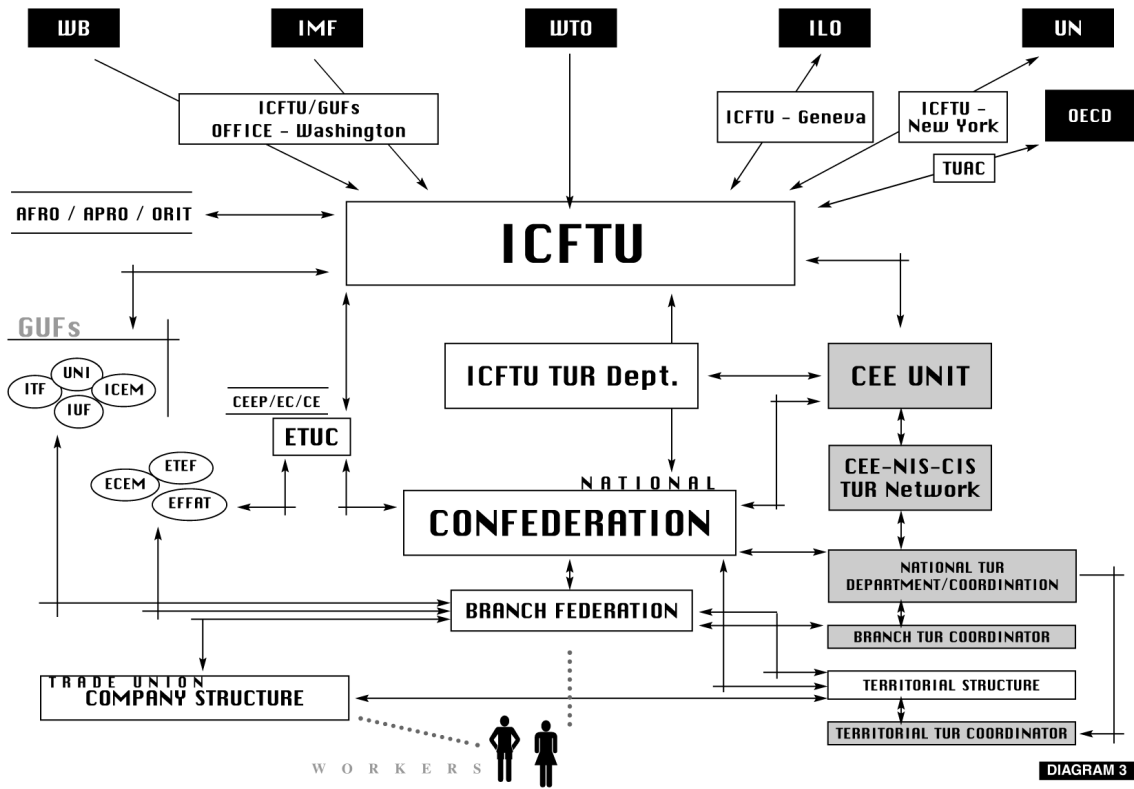 WB
IMF
WTO
ILO
UN
ICFTU/GUFs
OFFICE - Washington
ICFTU - Geneva
ICFTU -
New York
OECD
TUAC
AFRO / APRO / ORIT
ICFTU
GUFs
UNI
ITF
ICEM
IUF
ICFTU TUR Dept.
CEE UNIT
CEEP/EC/CE
ETUC
CEE-NIS-CIS
TUR Network
ETEF
ECEM
EFFAT
NATIONAL
CONFEDERATION
NATIONAL TUR
DEPARTMENT/COORDINATION
BRANCH FEDERATION
BRANCH TUR COORDINATOR
TRADE UNION
COMPANY STRUCTURE
TERRITORIAL STRUCTURE
TERRITORIAL TUR COORDINATOR
WORKERS
DIAGRAM 3